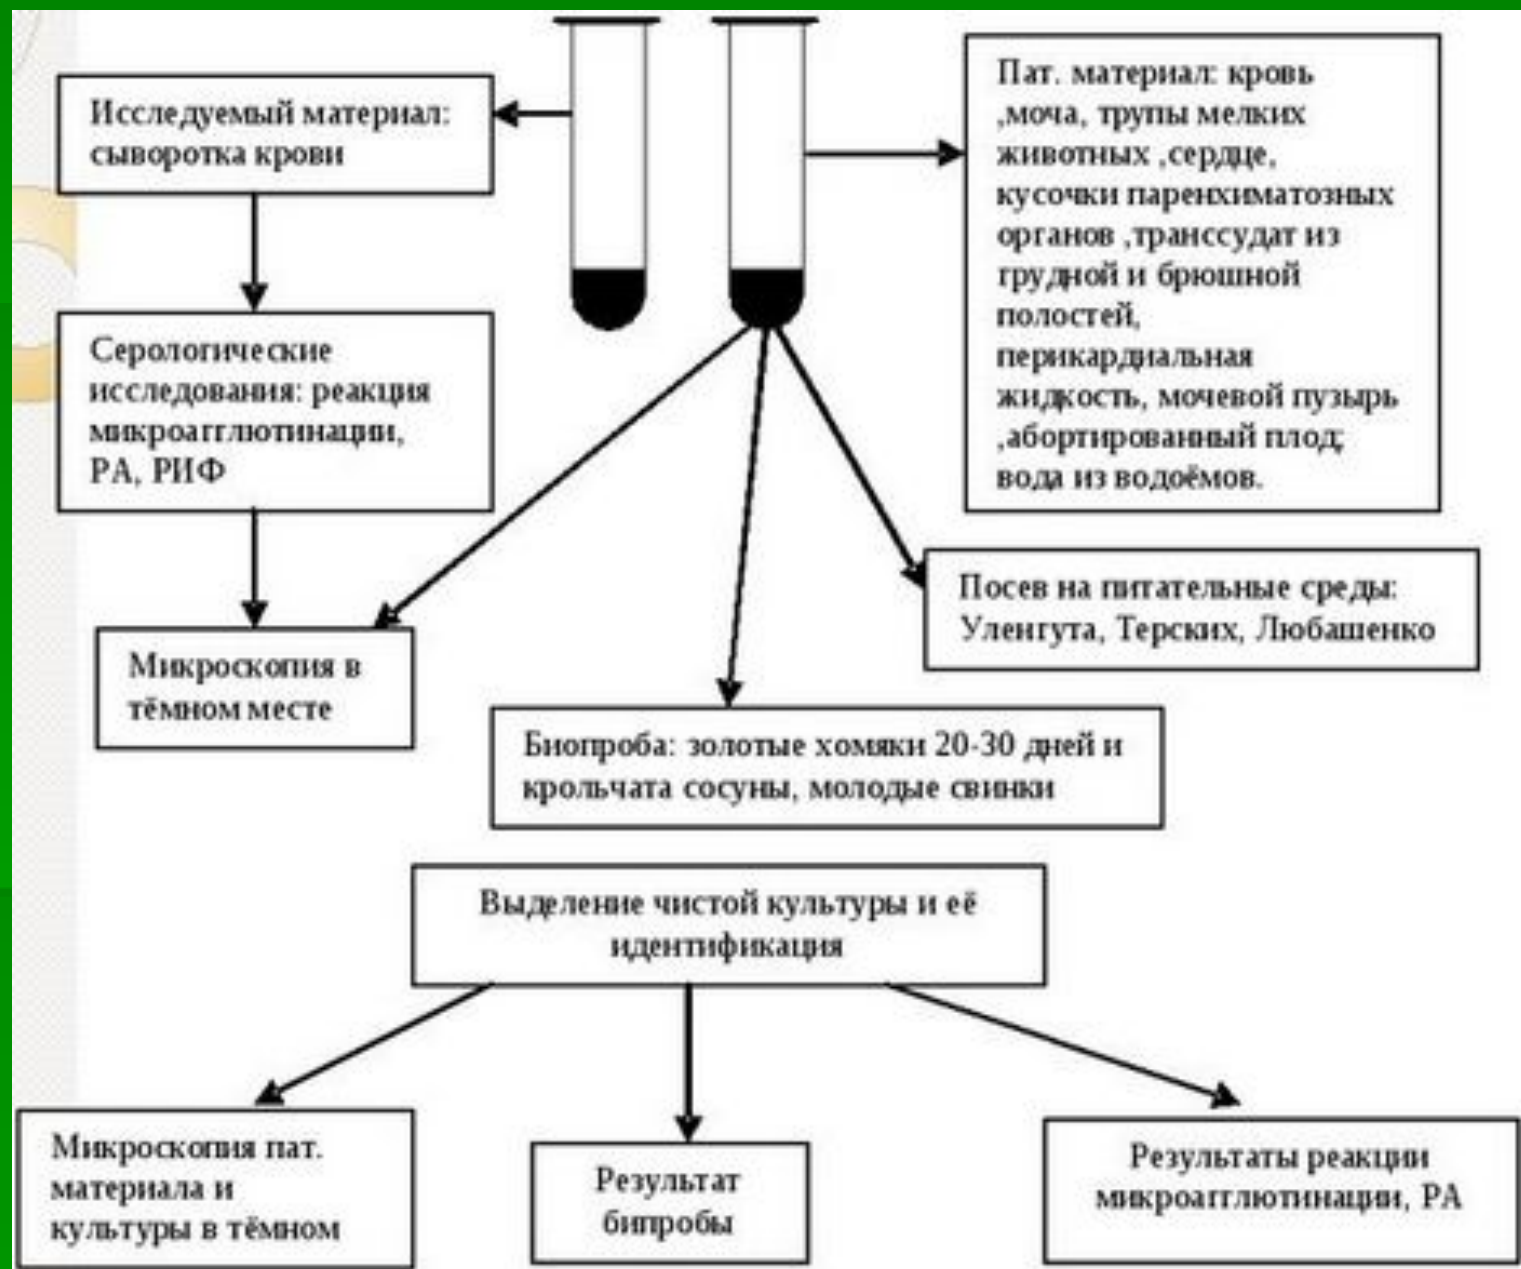 Исследуемый материал:
сыворотка крови
Пат. материал: кровь
,моча, трупы мелких
животных ,сердце,
кусочки паренхиматозных
органов ,транссудат из
грудной и брюшной
полостей,
перикардиальная
жидкость, мочевой пузырь
,абортированный плод;
вода из водоёмов.
Серологические
исследования: реакция
микроагглютинации,
РА, РИФ
Посев на питательные среды:
Уленгута, Терских, Любашенко
Микроскопия в
тёмном месте
Биопроба: золотые хомяки 20-30 дней и
крольчата сосуны, молодые свинки
Выделение чистой культуры и её
идентификация
Микроскопия пат.
материала и
культуры в тёмном
Результат
бипробы
Результаты реакции
микроагглютинации, РА